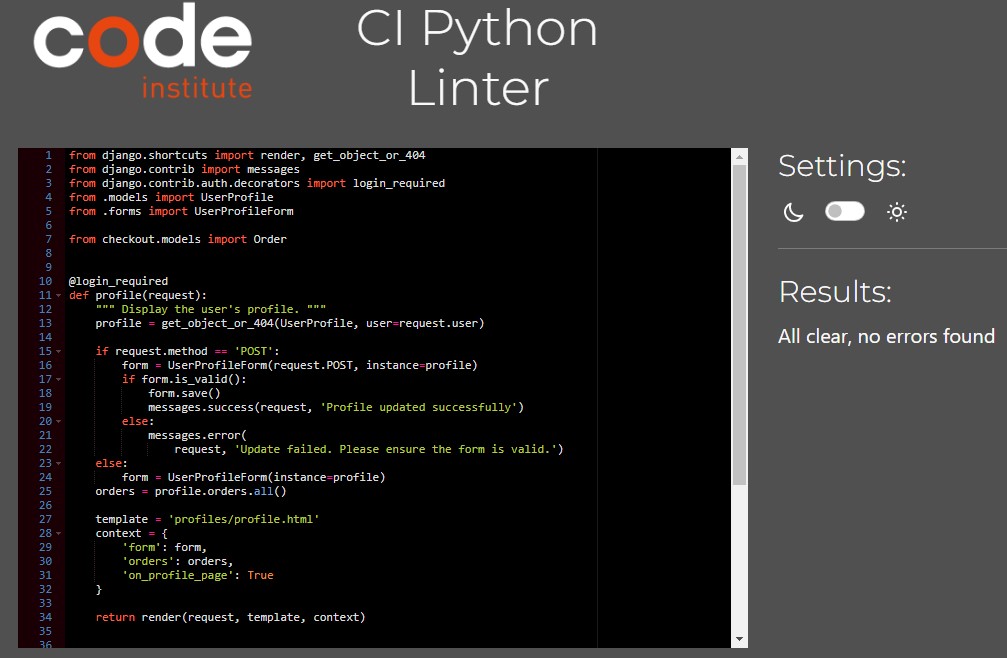 code
institute
CI Python
Linter
1 from django.shortcuts import render, get_object_or_404
2 from django.contrib import messages
3 from django.contrib.auth.decorators import login_required
4 from .models import UserProfile
5 from .forms import UserProfileForm
6
7 from checkout.models import Order
8
9
10 @login_required
11 def profile(request):
12     """ Display the user's profile. """
13     profile = get_object_or_404(UserProfile, user=request.user)
14
15     if request.method == 'POST':
16         form = UserProfileForm(request.POST, instance=profile)
17         if form.is_valid():
18             form.save()
19             messages.success(request, 'Profile updated successfully')
20         else:
21             messages.error(
22                 request, 'Update failed. Please ensure the form is valid.')
23     else:
24         form = UserProfileForm(instance=profile)
25     orders = profile.orders.all()
26
27     template = 'profiles/profile.html'
28     context = {
29         'form': form,
30         'orders': orders,
31         'on_profile_page': True
32     }
33
34     return render(request, template, context)
35
36
Settings:
Results:
All clear, no errors found